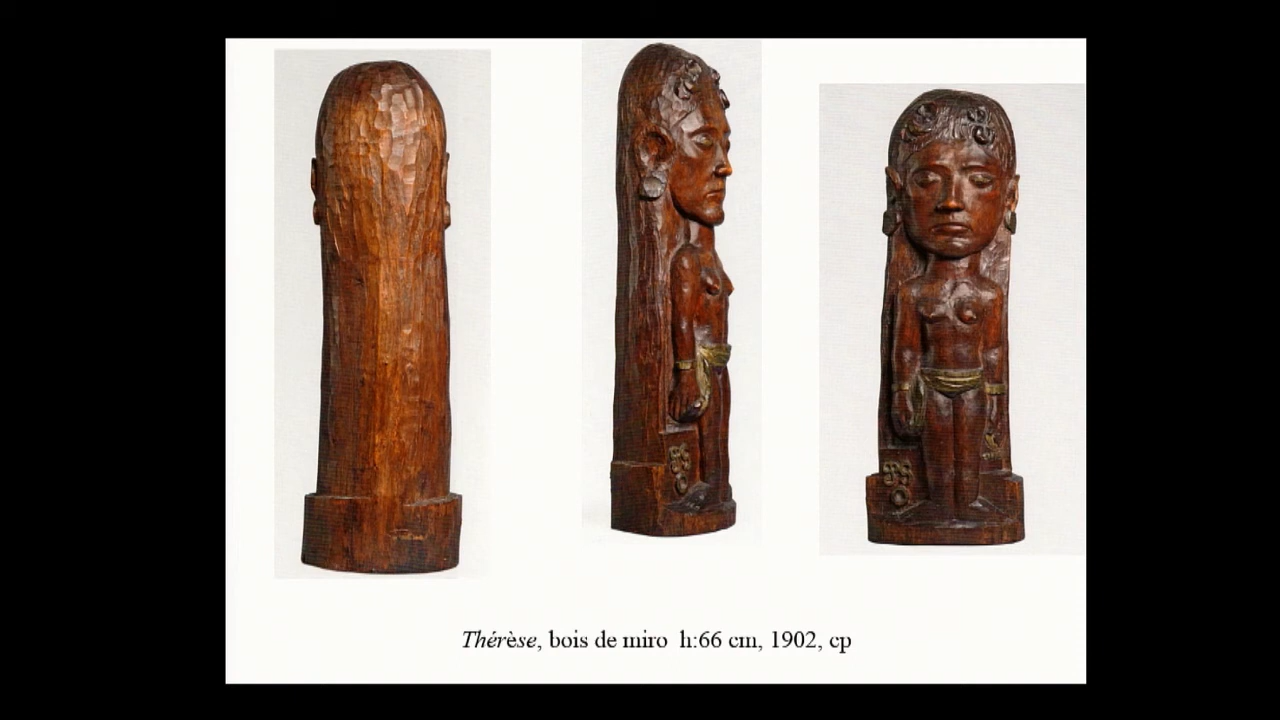 Thérèse, bois de miro h:66 cm, 1902, cp